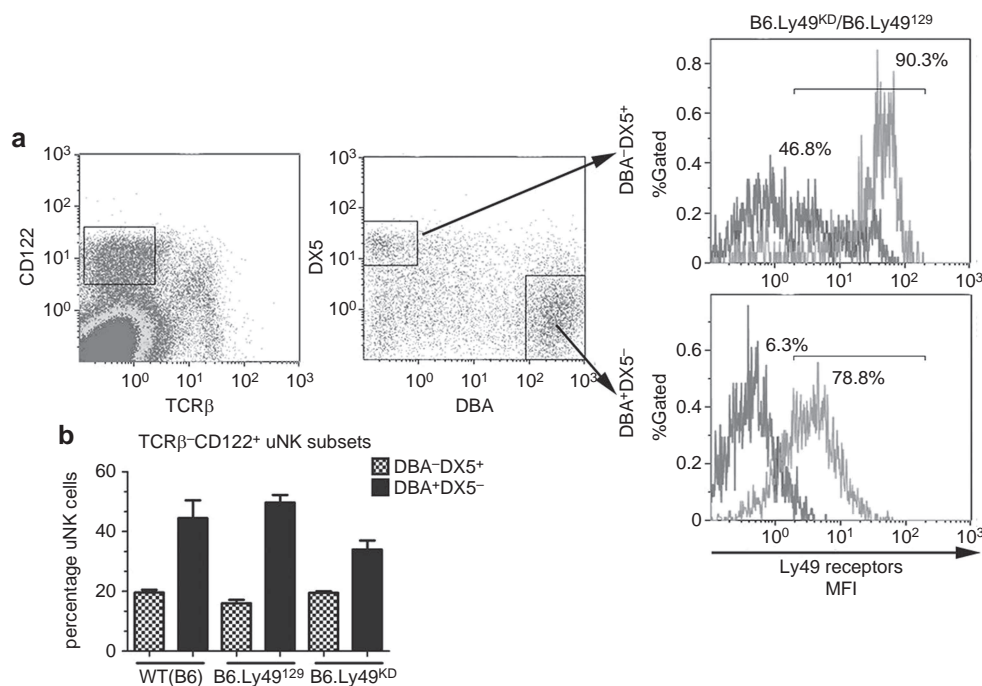 a
CD122
10³
10²
10¹
10⁰
10⁰ 10¹ 10² 10³
TCRβ
DX5
10³
10²
10¹
10⁰
10⁰ 10¹ 10² 10³
DBA
B6.Ly49ᴷᴰ/B6.Ly49¹²⁹
DBA⁻DX5⁺
%Gated
0.8
0.6
0.4
0.2
0
90.3%
46.8%
10⁰ 10¹ 10² 10³
DBA⁺DX5⁻
%Gated
0.6
0.4
0.2
0
6.3%
78.8%
10⁰ 10¹ 10² 10³
Ly49 receptors
MFI
b
TCRβ⁻CD122⁺ uNK subsets
DBA⁻DX5⁺
DBA⁺DX5⁻
percentage uNK cells
60
40
20
0
WT(B6) B6.Ly49¹²⁹ B6.Ly49ᴷᴰ